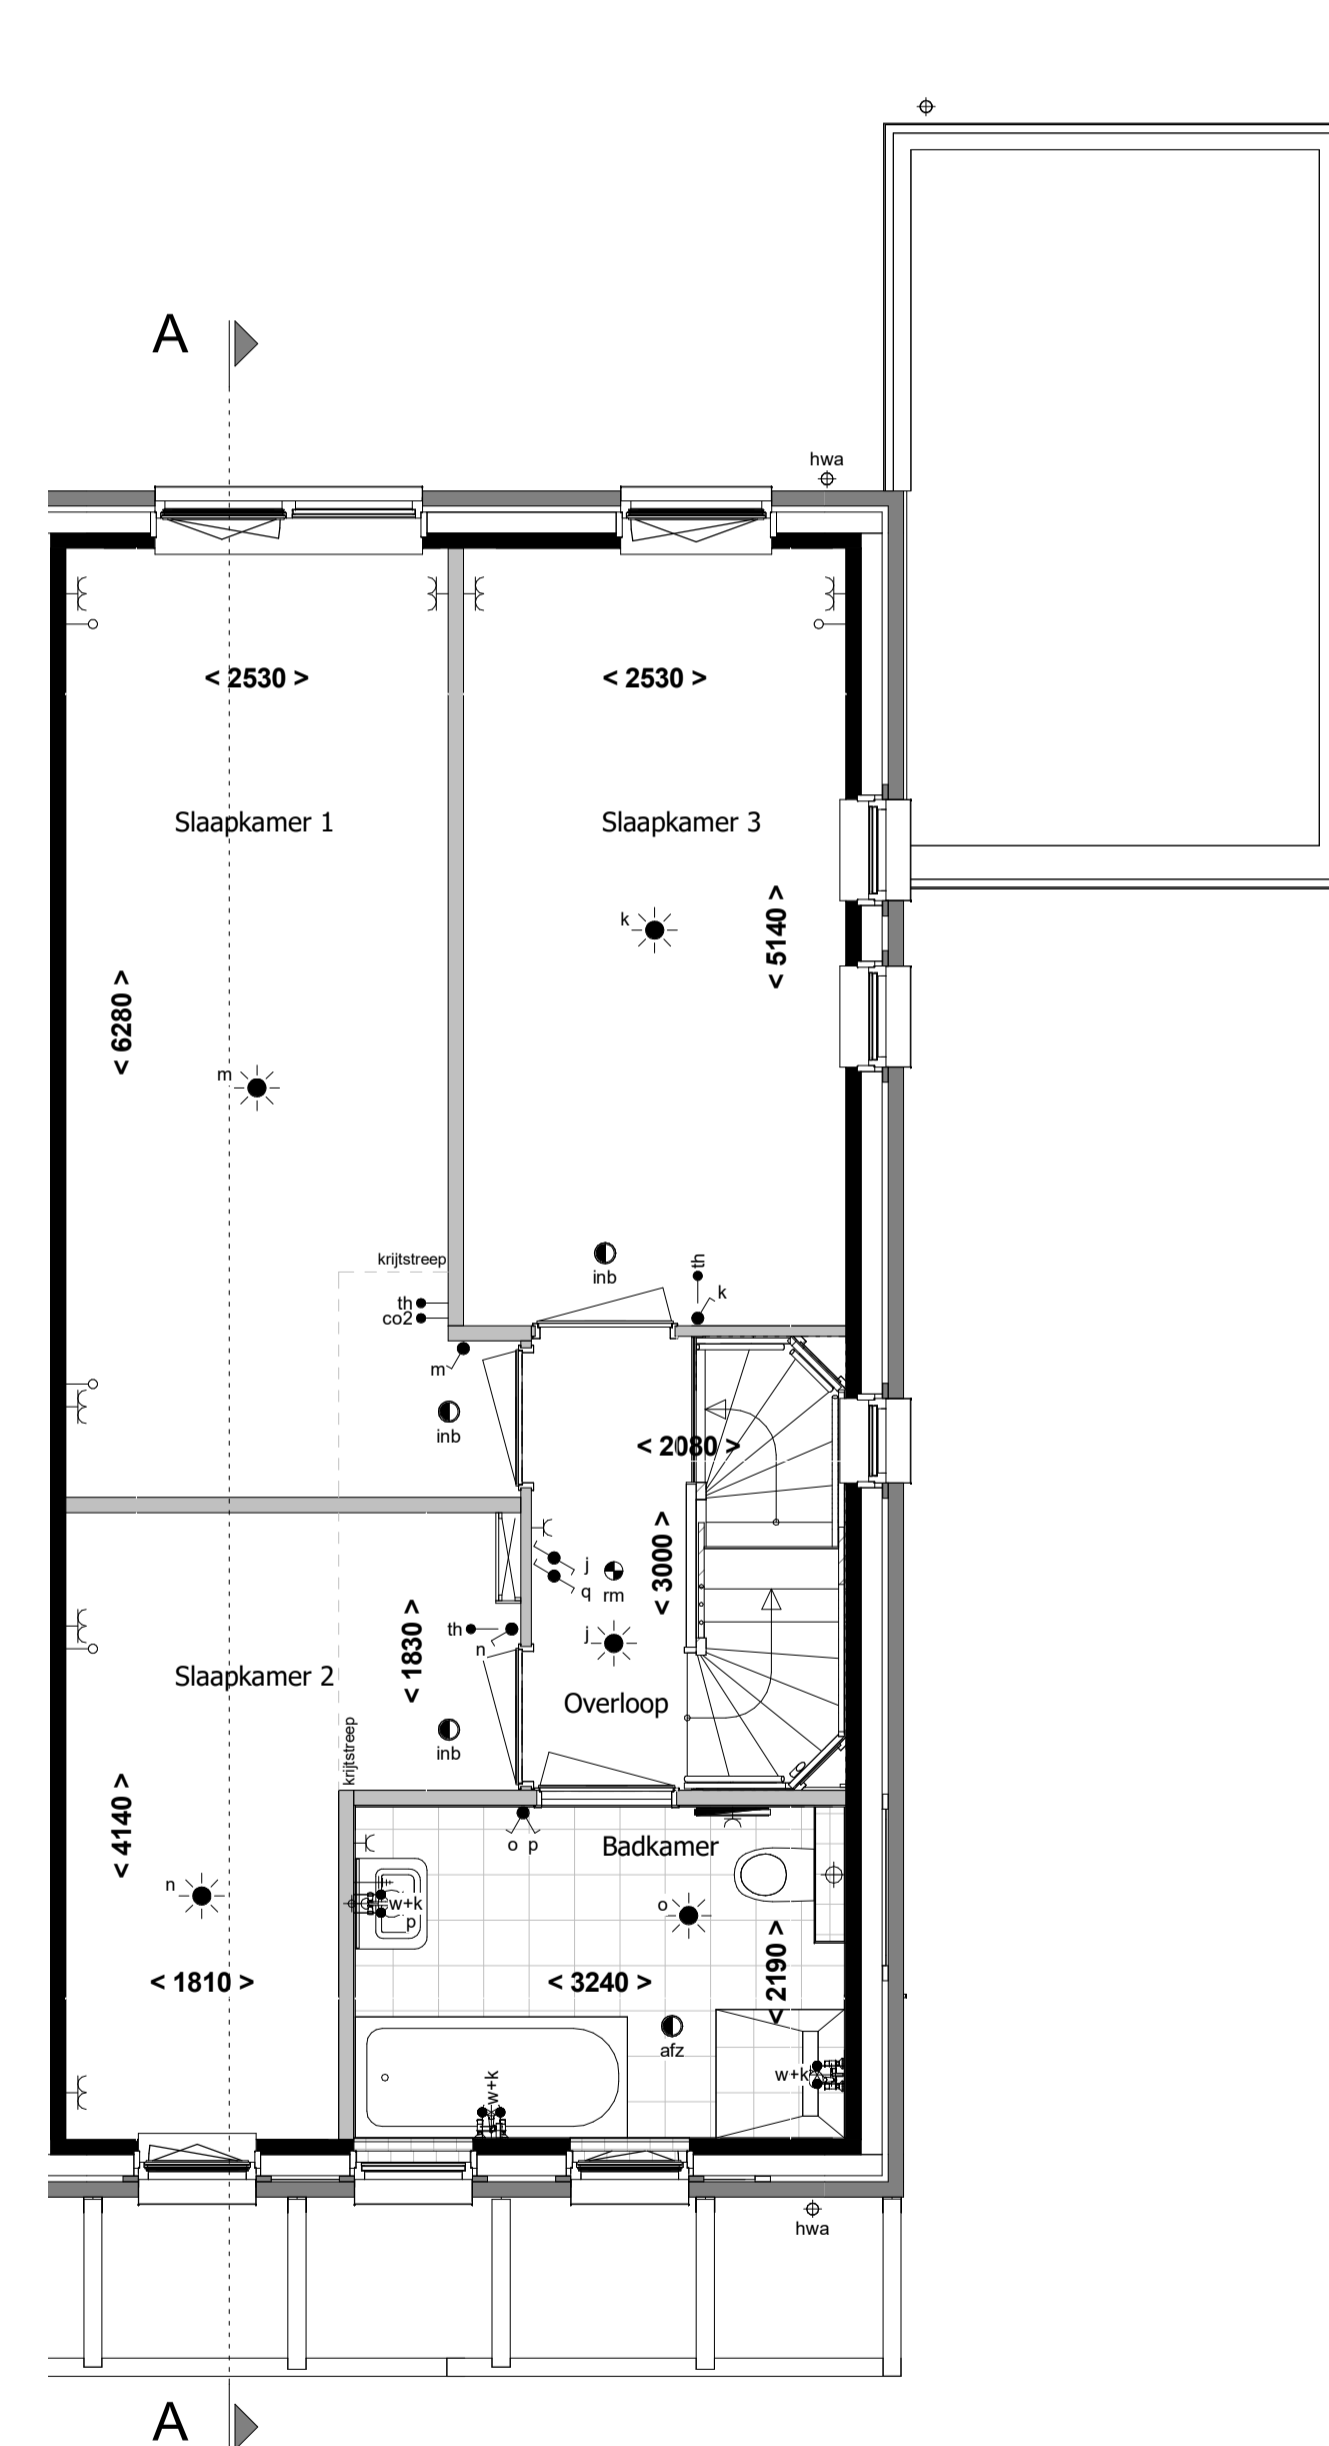 A
hwa
< 2530 >
< 2530 >
Slaapkamer 1
Slaapkamer 3
k
< 5140 >
< 6280 >
m
krijtstreep
inb
th
k
th
co2
m
inb
< 2080 >
< 3000 >
j
q
rm
th
n
< 1830 >
j
Slaapkamer 2
Overloop
inb
krijtstreep
o p
Badkamer
< 4140 >
n
w+k
p
o
< 1810 >
< 3240 >
< 2190 >
afz
w+k
w+k
hwa
A